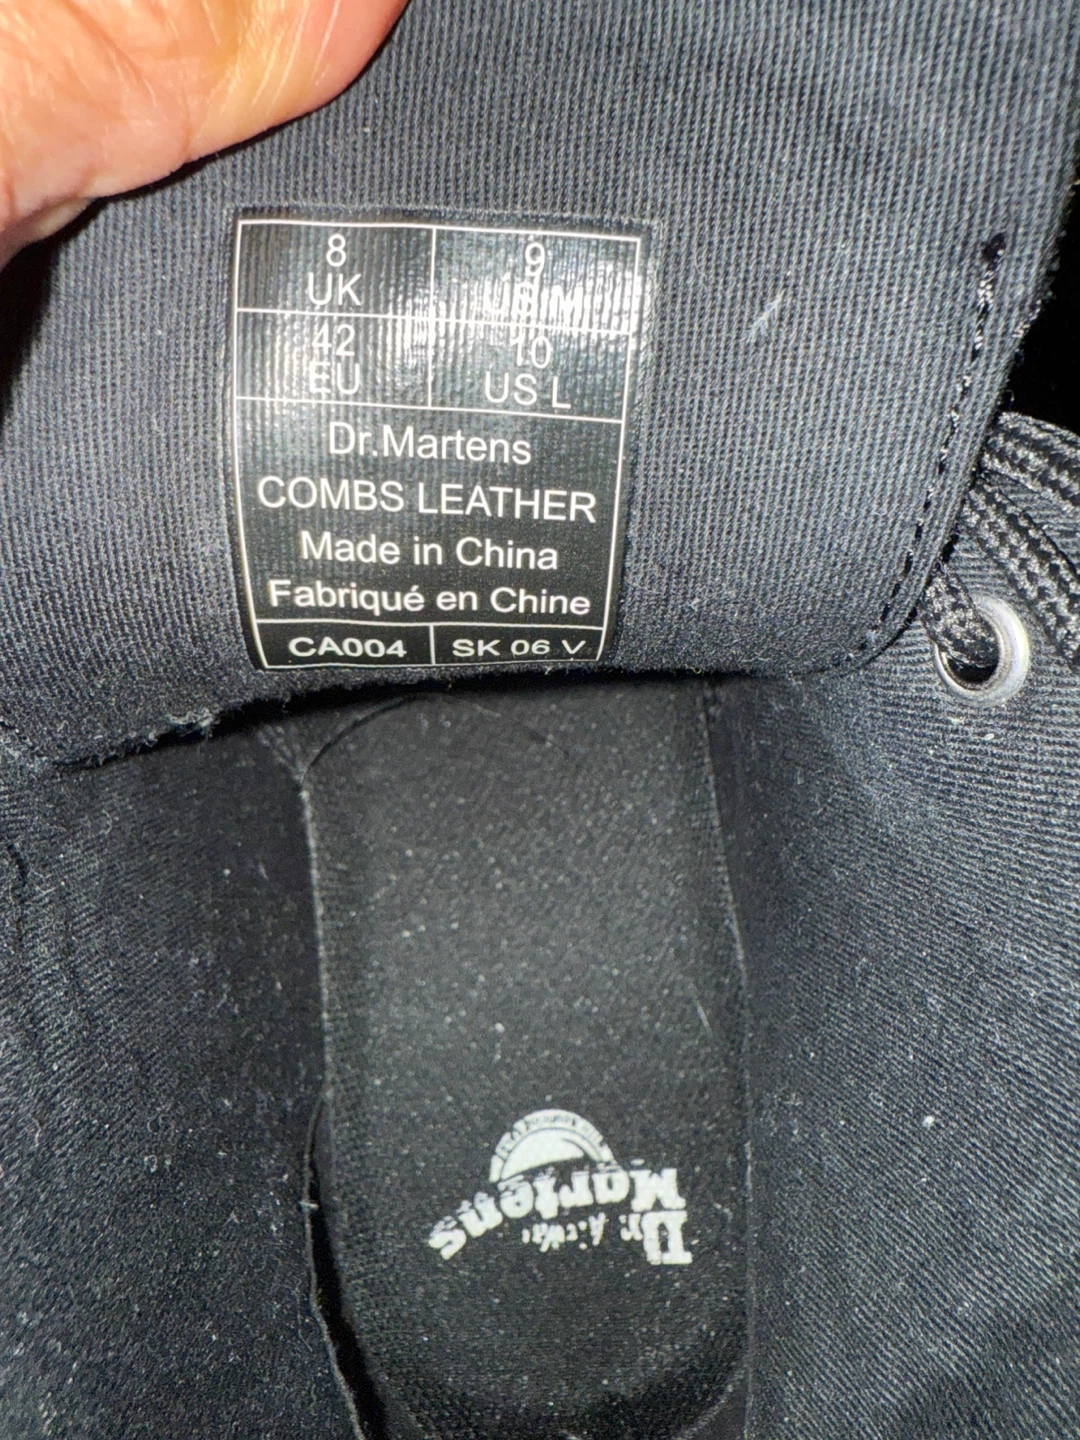 8
UK
9
US M
42
EU
10
US L
Dr.Martens
COMBS LEATHER
Made in China
Fabriqué en Chine
CA004
SK 06 V
Dr.
Martens